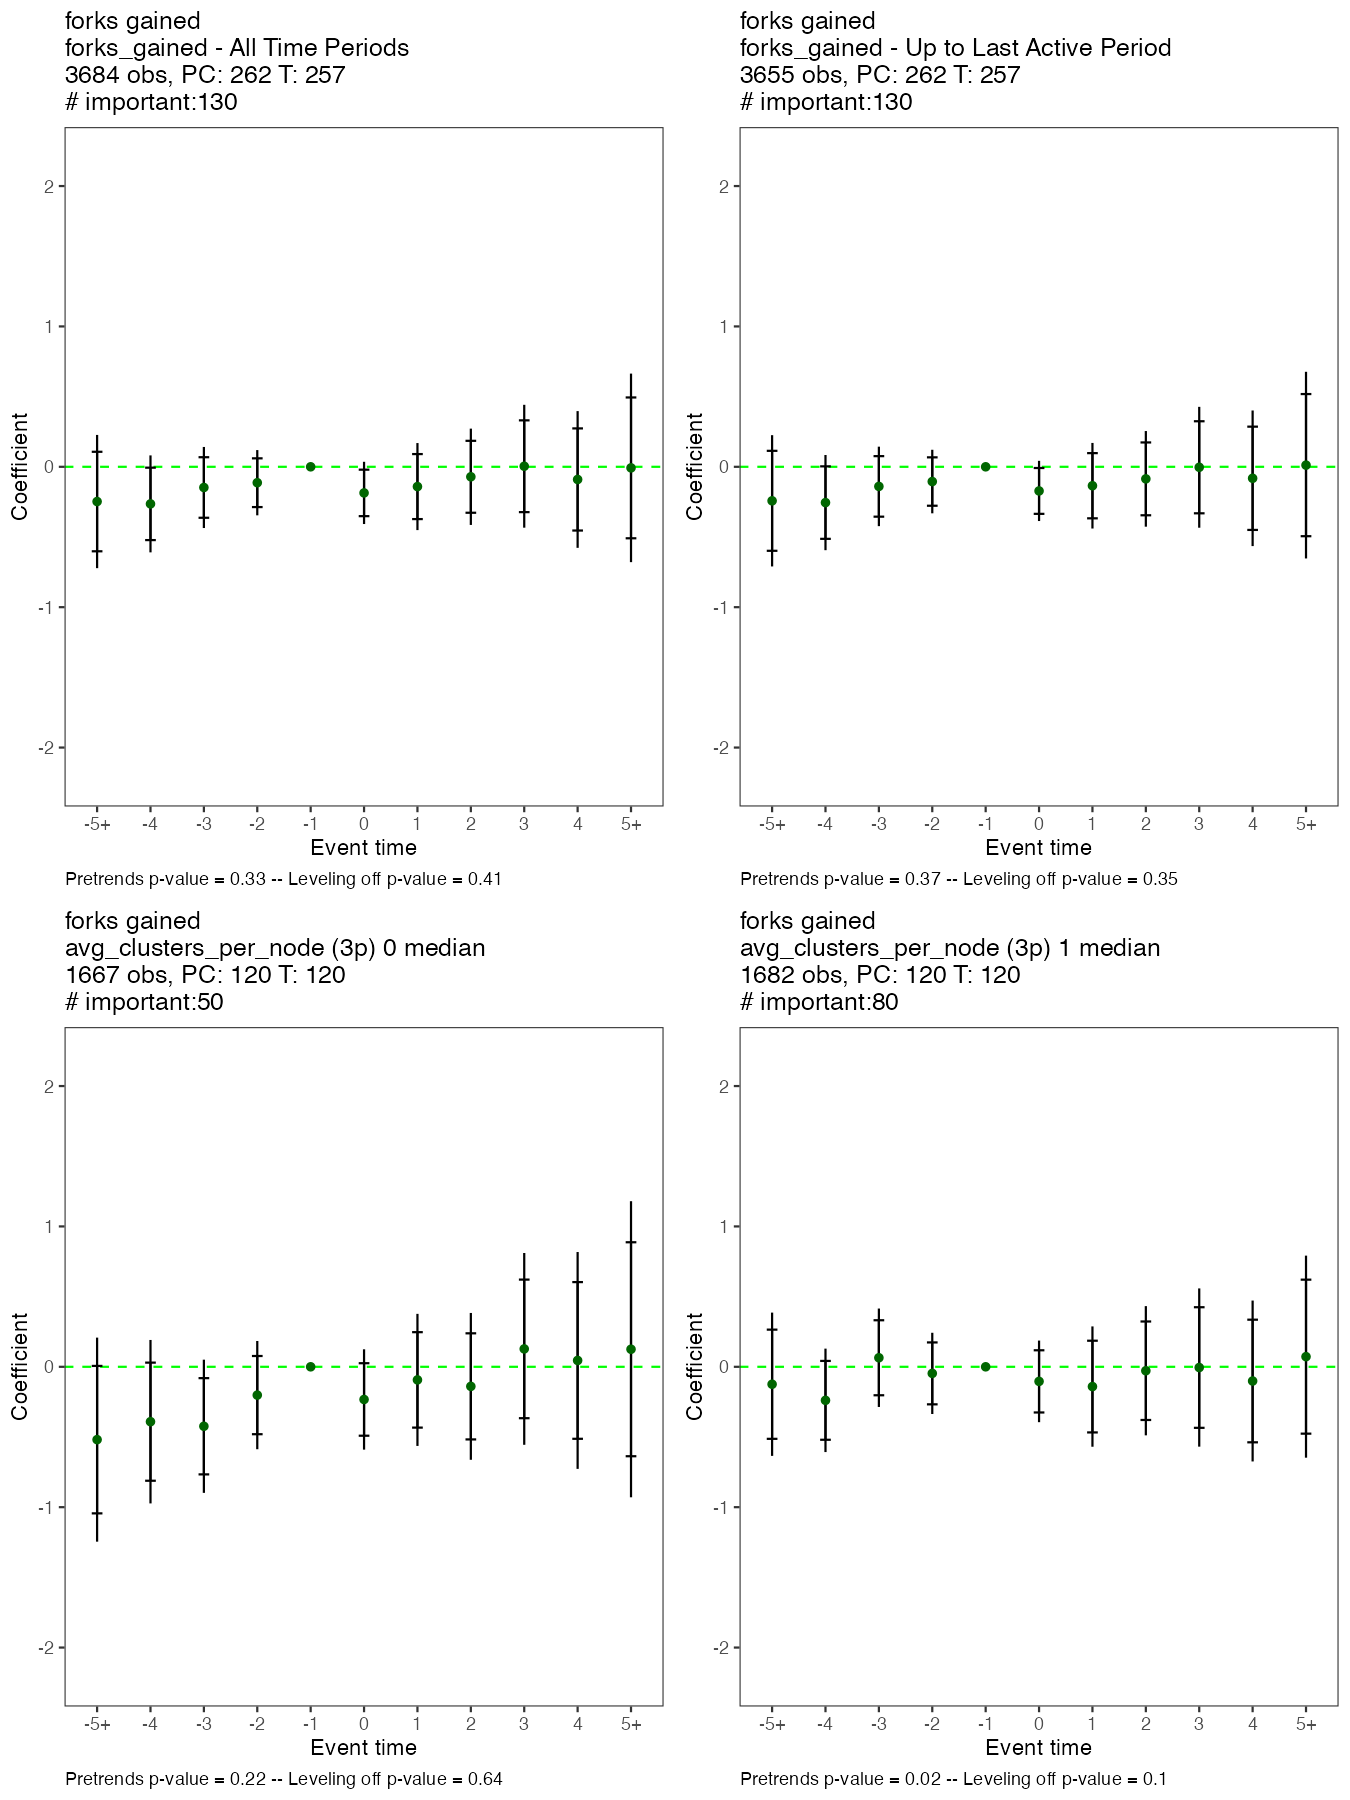 forks gained
forks_gained - All Time Periods
3684 obs, PC: 262 T: 257
# important:130
Coefficient
2
1
0
-1
-2
-5+ -4 -3 -2 -1 0 1 2 3 4 5+
Event time
Pretrends p-value = 0.33 -- Leveling off p-value = 0.41
forks gained
forks_gained - Up to Last Active Period
3655 obs, PC: 262 T: 257
# important:130
Coefficient
2
1
0
-1
-2
-5+ -4 -3 -2 -1 0 1 2 3 4 5+
Event time
Pretrends p-value = 0.37 -- Leveling off p-value = 0.35
forks gained
avg_clusters_per_node (3p) 0 median
1667 obs, PC: 120 T: 120
# important:50
Coefficient
2
1
0
-1
-2
-5+ -4 -3 -2 -1 0 1 2 3 4 5+
Event time
Pretrends p-value = 0.22 -- Leveling off p-value = 0.64
forks gained
avg_clusters_per_node (3p) 1 median
1682 obs, PC: 120 T: 120
# important:80
Coefficient
2
1
0
-1
-2
-5+ -4 -3 -2 -1 0 1 2 3 4 5+
Event time
Pretrends p-value = 0.02 -- Leveling off p-value = 0.1